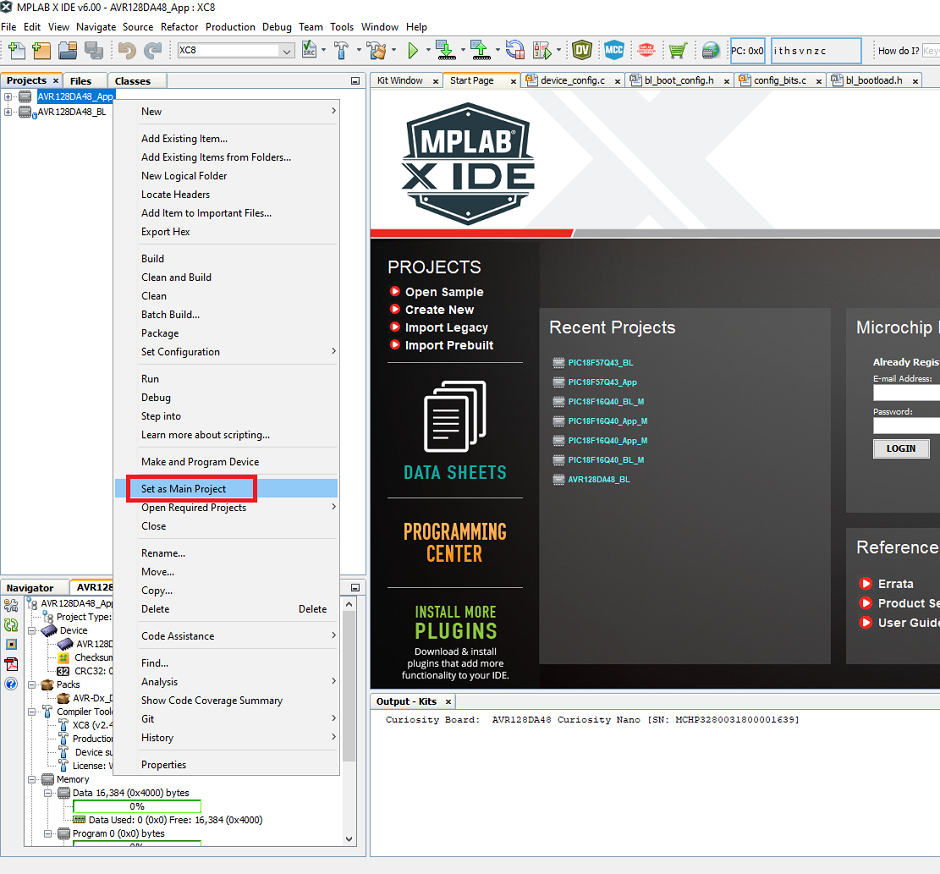 MPLAB X IDE v6.00 - AVR128DA48_App : XC8
File Edit View Navigate Source Refactor Production Debug Team Tools Window Help
XC8
PC: 0x0
ithsvnzc
How do I?
Projects × Files Classes
Kit Window × Start Page × device_config.c × bl_boot_config.h × config_bits.c × bl_bootload.h ×
AVR128DA48_App
AVR128DA48_BL
New
Add Existing Item...
Add Existing Items from Folders...
New Logical Folder
Locate Headers
Add Item to Important Files...
Export Hex
Build
Clean and Build
Clean
Batch Build...
Package
Set Configuration
Run
Debug
Step into
Learn more about scripting...
Make and Program Device
Set as Main Project
Open Required Projects
Close
Rename...
Move...
Copy...
Delete Delete
Code Assistance
Find...
Analysis
Show Code Coverage Summary
Git
History
Properties
MPLAB®
X IDE
PROJECTS
Open Sample
Create New
Import Legacy
Import Prebuilt
DATA SHEETS
PROGRAMMING
CENTER
INSTALL MORE
PLUGINS
Download & install
plugins that add more
functionality to your IDE.
Recent Projects
PIC18F57Q43_BL
PIC18F57Q43_App
PIC18F16Q40_BL_M
PIC18F16Q40_App_M
PIC18F16Q40_App_M
PIC18F16Q40_BL_M
AVR128DA48_BL
Microchip
Already Regis
E-mail Address:
Password:
LOGIN
Reference
Errata
Product Se
User Guide
Navigator AVR128
AVR128DA48_App
Project Type:
Device
AVR128D
Checksum
CRC32: 0
Packs
AVR-Dx_D
Compiler Tool
XC8 (v2.4
Production
Device su
License: W
Memory
Data 16,384 (0x4000) bytes
0%
Data Used: 0 (0x0) Free: 16,384 (0x4000)
Program 0 (0x0) bytes
0%
Output - Kits ×
Curiosity Board: AVR128DA48 Curiosity Nano [SN: MCHP3280031800001639]